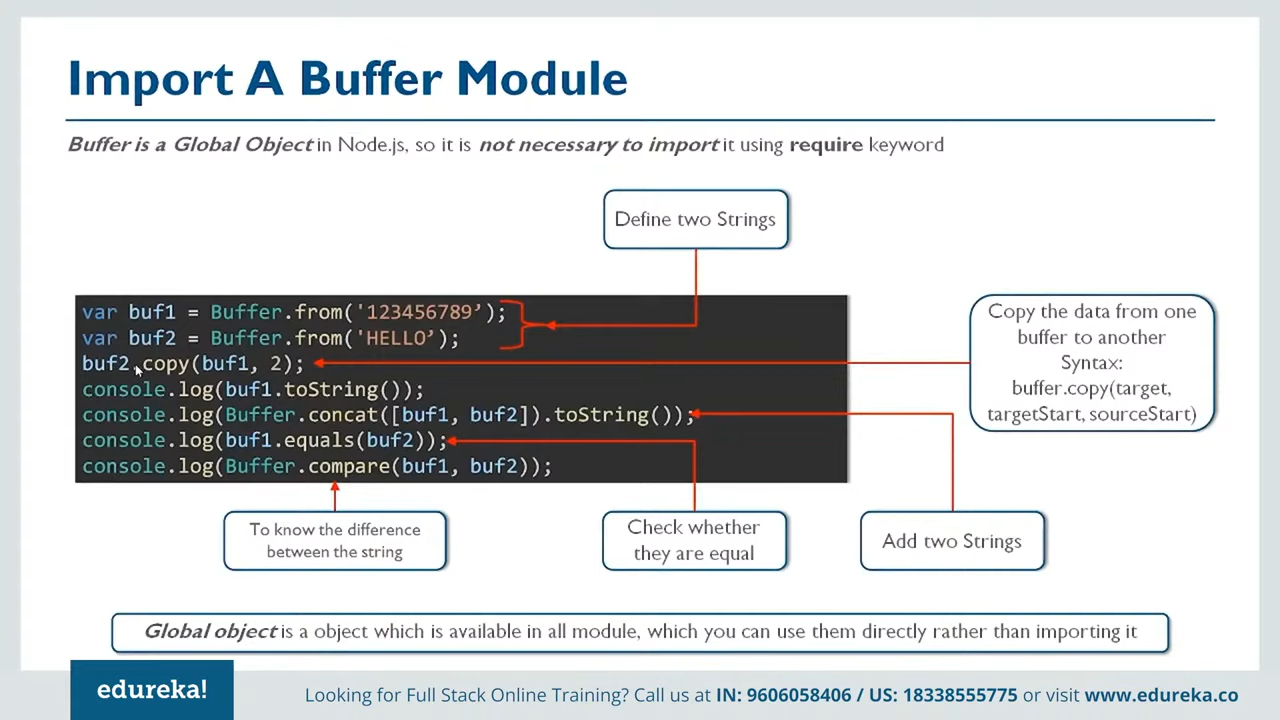 Import A Buffer Module
Buffer is a Global Object in Node.js, so it is not necessary to import it using require keyword
Define two Strings
var buf1 = Buffer.from('123456789’);
var buf2 = Buffer.from('HELLO’);
buf2.copy(buf1, 2);
console.log(buf1.toString());
console.log(Buffer.concat([buf1, buf2]).toString());
console.log(buf1.equals(buf2));
console.log(Buffer.compare(buf1, buf2));
Copy the data from one
buffer to another
Syntax:
buffer.copy(target,
targetStart, sourceStart)
To know the difference
between the string
Check whether
they are equal
Add two Strings
Global object is a object which is available in all module, which you can use them directly rather than importing it
edureka!
Looking for Full Stack Online Training? Call us at IN: 9606058406 / US: 18338555775 or visit www.edureka.co